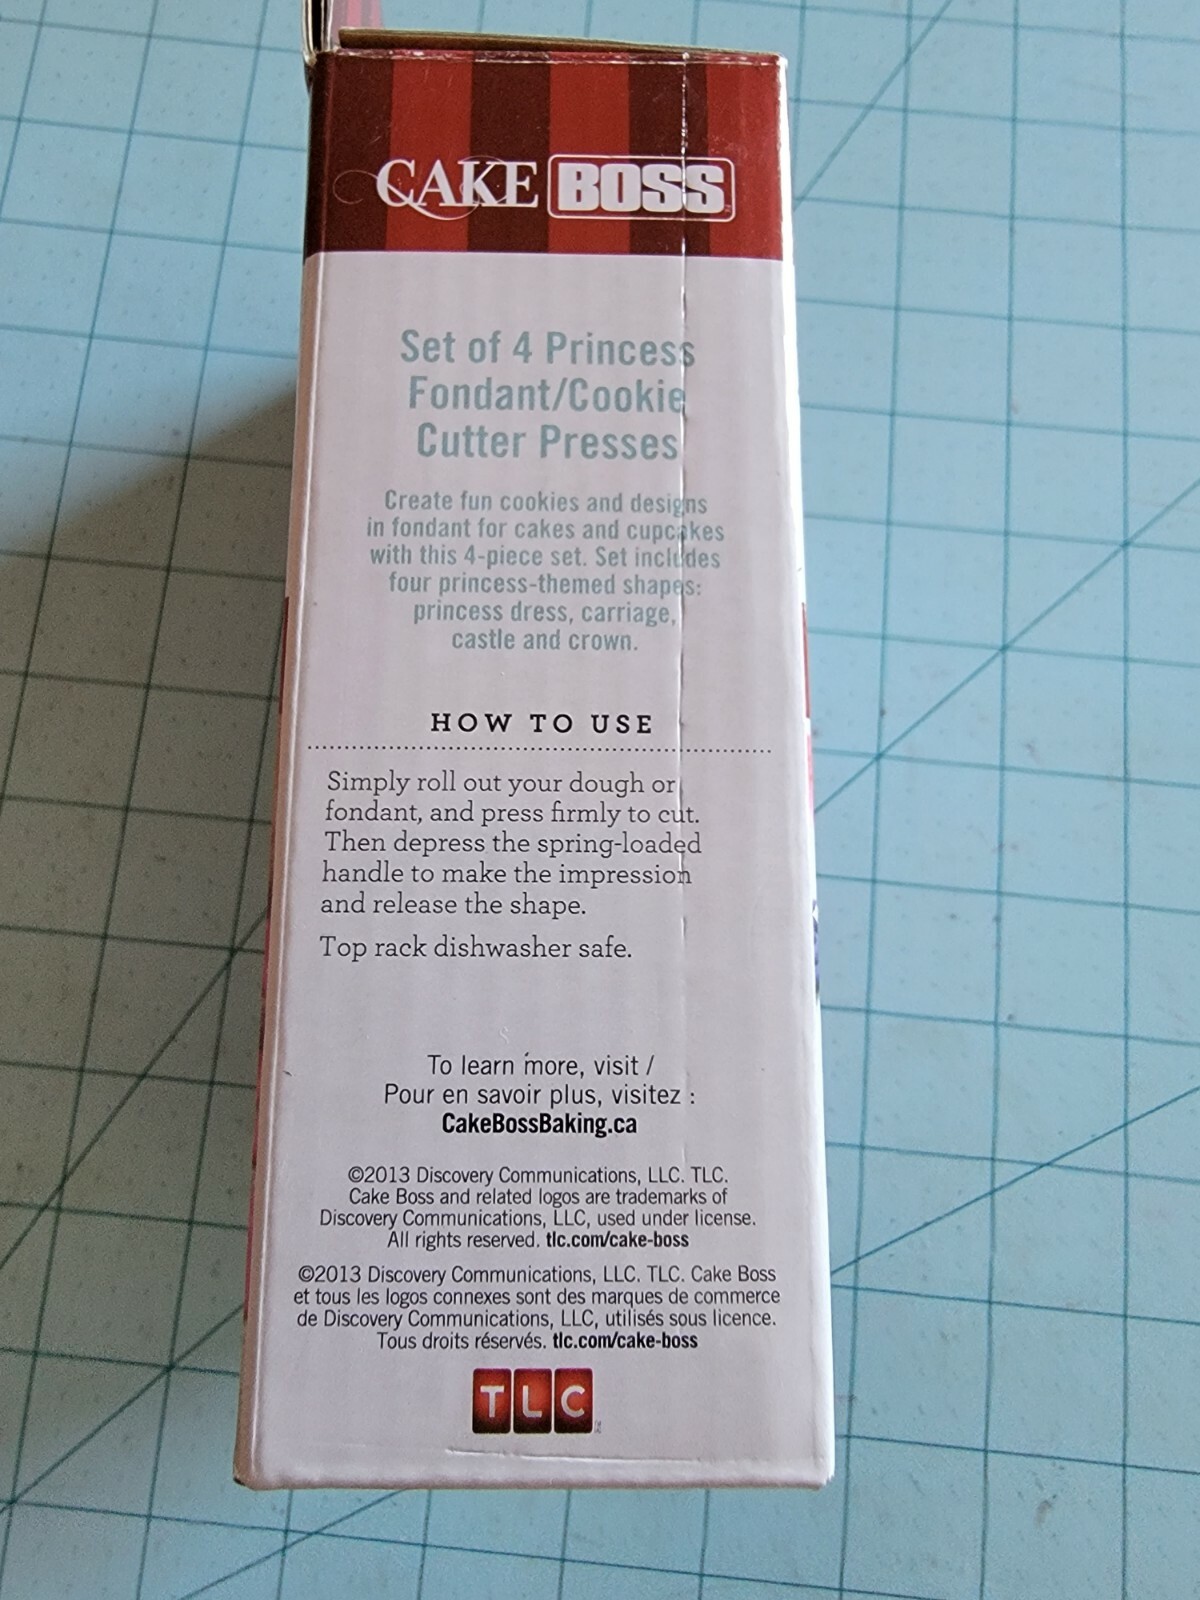 CAKE BOSS
Set of 4 Princess
Fondant/Cookie
Cutter Presses
Create fun cookies and designs
in fondant for cakes and cupcakes
with this 4-piece set. Set includes
four princess-themed shapes:
princess dress, carriage,
castle and crown.
HOW TO USE
Simply roll out your dough or
fondant, and press firmly to cut.
Then depress the spring-loaded
handle to make the impression
and release the shape.
Top rack dishwasher safe.
To learn more, visit /
Pour en savoir plus, visitez :
CakeBossBaking.ca
©2013 Discovery Communications, LLC. TLC.
Cake Boss and related logos are trademarks of
Discovery Communications, LLC, used under license.
All rights reserved. tlc.com/cake-boss
©2013 Discovery Communications, LLC. TLC. Cake Boss
et tous les logos connexes sont des marques de commerce
de Discovery Communications, LLC, utilisés sous licence.
Tous droits réservés. tlc.com/cake-boss
TLC